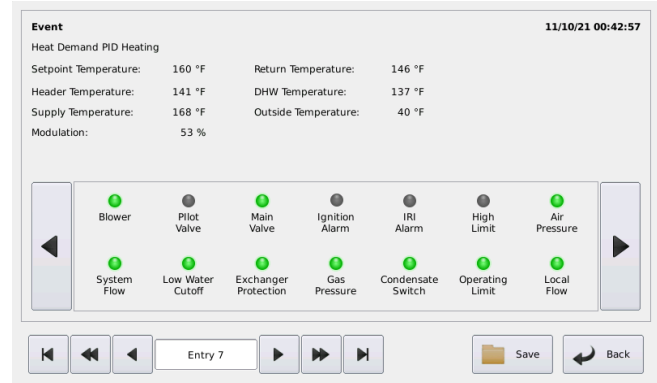 Event 11/10/21 00:42:57
Heat Demand PID Heating
Setpoint Temperature: 160 °F Return Temperature: 146 °F
Header Temperature: 141 °F DHW Temperature: 137 °F
Supply Temperature: 168 °F Outside Temperature: 40 °F
Modulation: 53 %
Blower PIlot Main Ignition IRI High Air
Valve Valve Alarm Alarm Limit Pressure
System Low Water Exchanger Gas Condensate Operating Local
Flow Cutoff Protection Pressure Switch Limit Flow
Entry 7 Save Back